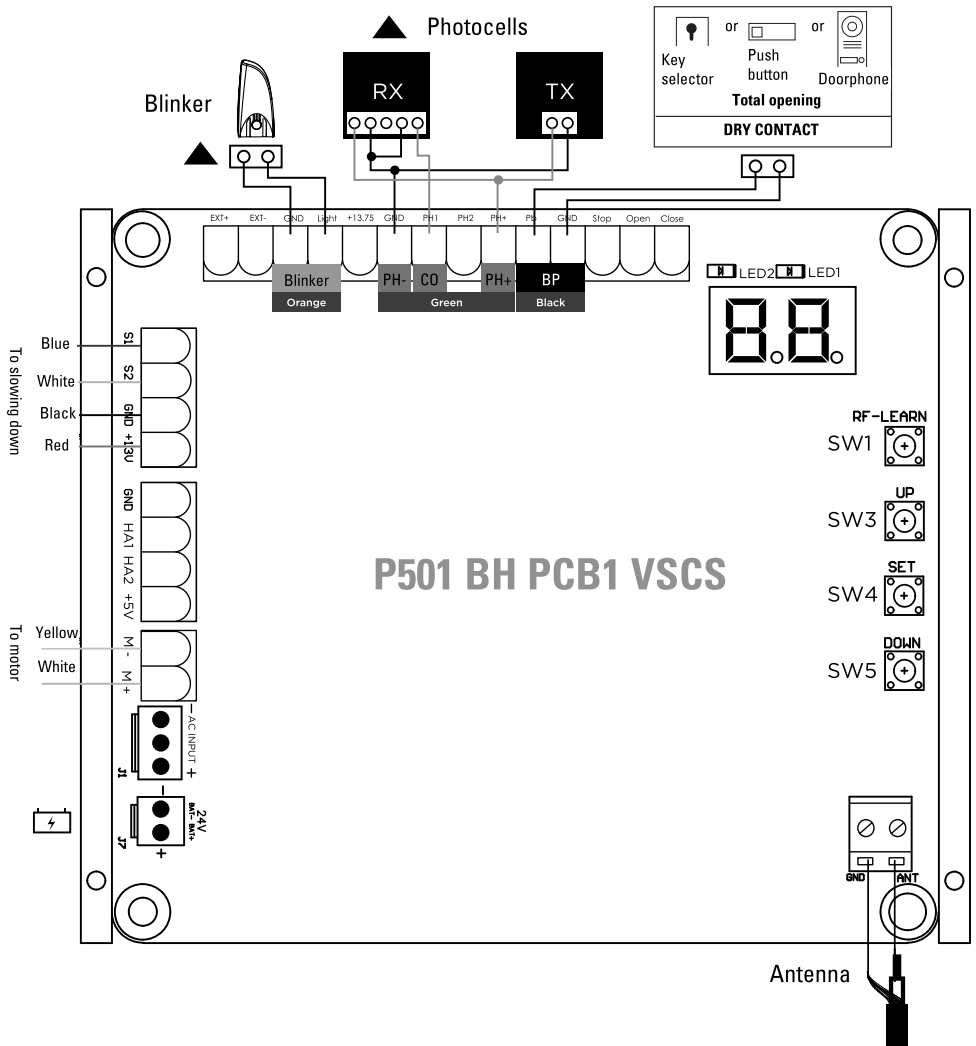 Photocells
or
or
Key
selector
Push
button
Doorphone
Total opening
DRY CONTACT
Blinker
RX
TX
EXT+ EXT- GND Light +13.75 GND PH1 PH2 PH+ Pb GND Stop Open Close
Blinker PH- CO PH+ BP
Orange Green Black
LED2 LED1
8.8.
To slowing down
Blue S1
White S2
Black GND
Red +13V
RF-LEARN
SW1
UP
SW3
SET
SW4
DOWN
SW5
GND
HA1
HA2
+5V
P501 BH PCB1 VSCS
To motor
Yellow M -
White M +
- AC INPUT +
J1
-
24V
BAT- BAT+
J7
+
GND ANT
Antenna